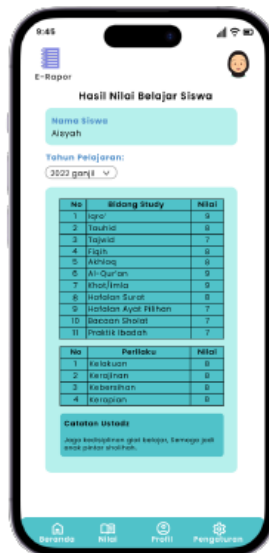 9:45
E-Rapor
Hasil Nilai Belajar Siswa
Nama Siswa
Aisyah
Tahun Pelajaran:
2022 ganjil
No Bidang Study Nilai
1 Iqro' 9
2 Tauhid 8
3 Tajwid 7
4 Fiqih 8
5 Akhlaq 8
6 Al-Qur'an 9
7 Khot/Imla 9
8 Hafalan Surat 8
9 Hafalan Ayat Pilihan 7
10 Bacaan Sholat 7
11 Praktik Ibadah 7
No Perilaku Nilai
1 Kelakuan 8
2 Kerajinan 8
3 Kebersihan 8
4 Kerapian 8
Catatan Ustadz
Jaga kedisiplinan giat belajar, Semoga jadi
anak pintar sholihah.
Beranda Nilai Profil Pengaturan